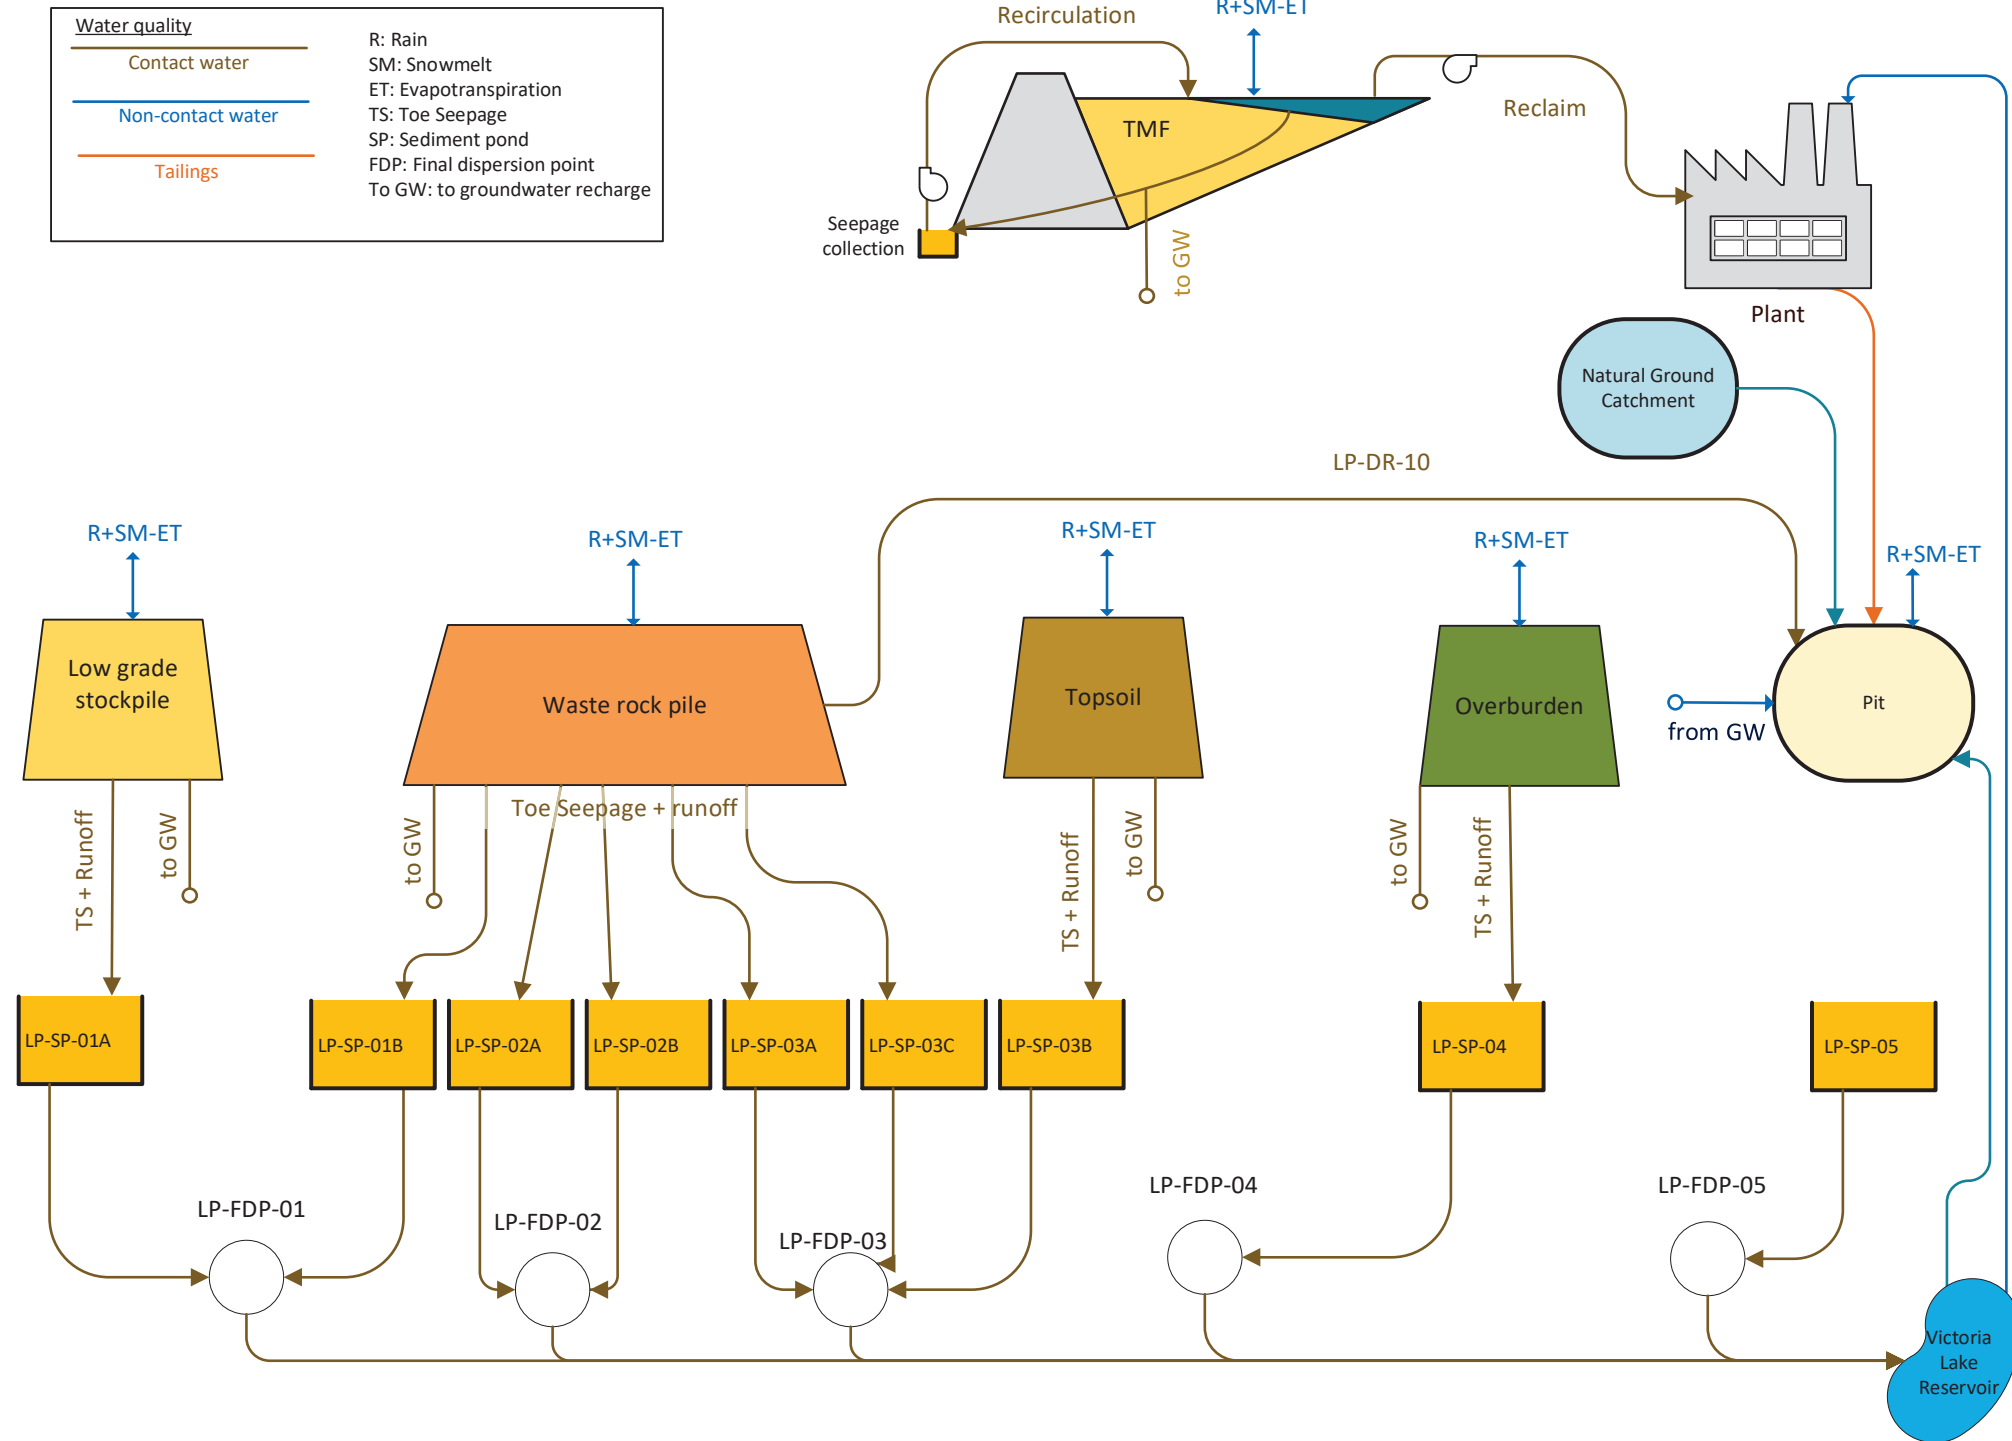 Water quality
Contact water
Non-contact water
Tailings
R: Rain
SM: Snowmelt
ET: Evapotranspiration
TS: Toe Seepage
SP: Sediment pond
FDP: Final dispersion point
To GW: to groundwater recharge
Recirculation
R+SM-ET
TMF
Reclaim
Seepage
collection
to GW
Plant
Natural Ground
Catchment
LP-DR-10
R+SM-ET
R+SM-ET
R+SM-ET
R+SM-ET
R+SM-ET
Low grade
stockpile
Waste rock pile
Topsoil
Overburden
Pit
from GW
Toe Seepage + runoff
TS + Runoff
to GW
to GW
TS + Runoff
to GW
to GW
TS + Runoff
LP-SP-01A
LP-SP-01B
LP-SP-02A
LP-SP-02B
LP-SP-03A
LP-SP-03C
LP-SP-03B
LP-SP-04
LP-SP-05
LP-FDP-01
LP-FDP-02
LP-FDP-03
LP-FDP-04
LP-FDP-05
Victoria
Lake
Reservoir